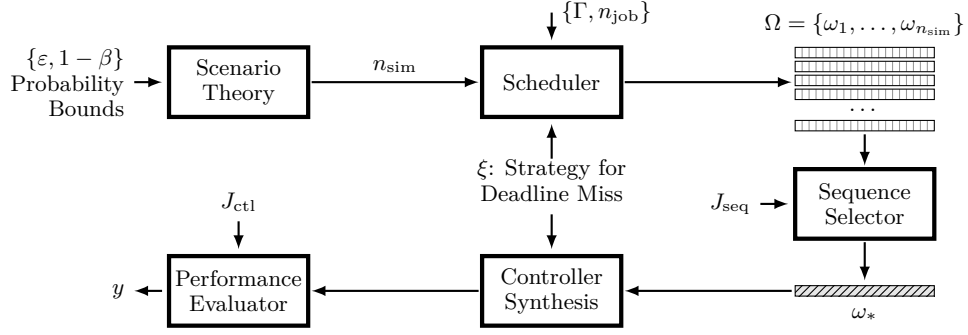 {Γ, n_job}
Ω = {ω_1, . . . , ω_{n_sim}}
{ε, 1 − β}
Probability
Bounds
Scenario
Theory
n_sim
Scheduler
. . .
ξ: Strategy for
Deadline Miss
J_seq
Sequence
Selector
J_ctl
y
Performance
Evaluator
Controller
Synthesis
ω_*